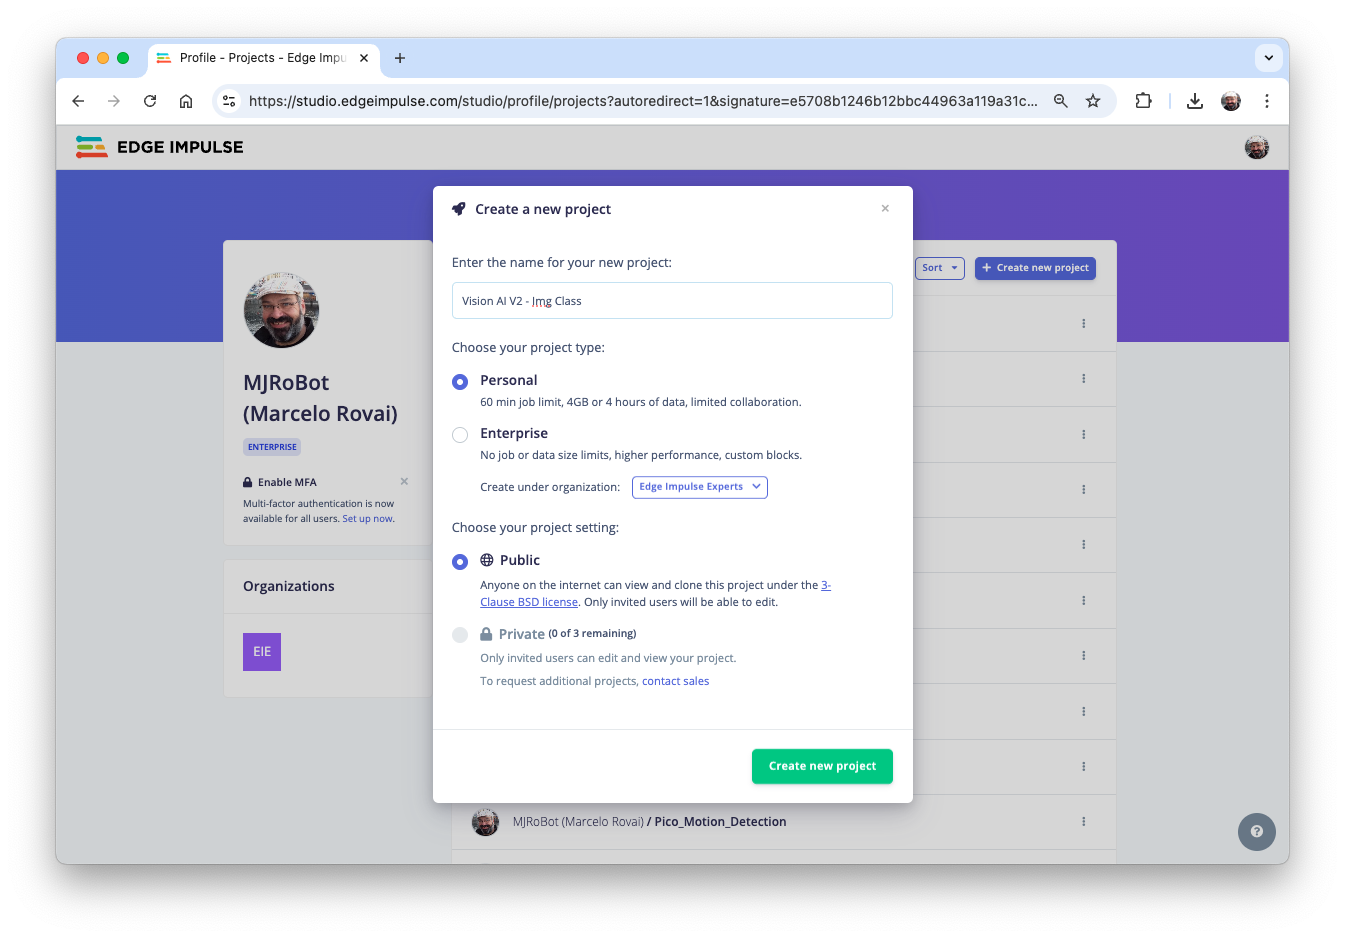 Profile - Projects - Edge Impu
https://studio.edgeimpulse.com/studio/profile/projects?autoredirect=1&signature=e5708b1246b12bbc44963a119a31c...
EDGE IMPULSE
MJRoBot
(Marcelo Rovai)
ENTERPRISE
Enable MFA
Multi-factor authentication is now
available for all users. Set up now.
Organizations
EIE
Sort
+ Create new project
Create a new project
×
Enter the name for your new project:
Vision AI V2 - Img Class
Choose your project type:
Personal
60 min job limit, 4GB or 4 hours of data, limited collaboration.
Enterprise
No job or data size limits, higher performance, custom blocks.
Create under organization: Edge Impulse Experts
Choose your project setting:
Public
Anyone on the internet can view and clone this project under the 3-
Clause BSD license. Only invited users will be able to edit.
Private (0 of 3 remaining)
Only invited users can edit and view your project.
To request additional projects, contact sales
Create new project
MJRoBot (Marcelo Rovai) / Pico_Motion_Detection